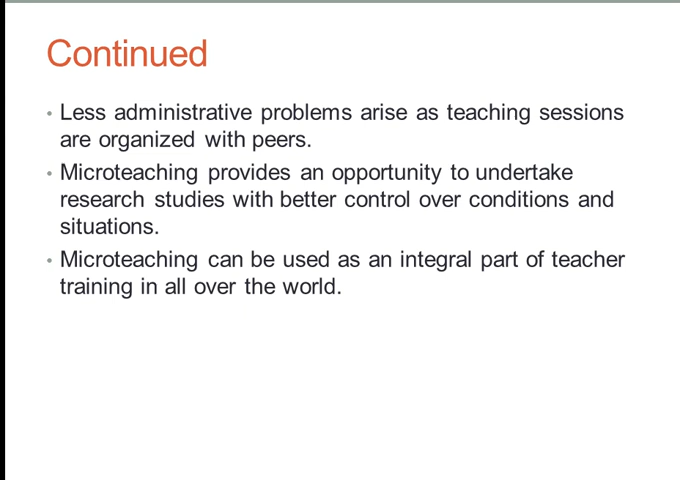 Continued
• Less administrative problems arise as teaching sessions
are organized with peers.
• Microteaching provides an opportunity to undertake
research studies with better control over conditions and
situations.
• Microteaching can be used as an integral part of teacher
training in all over the world.